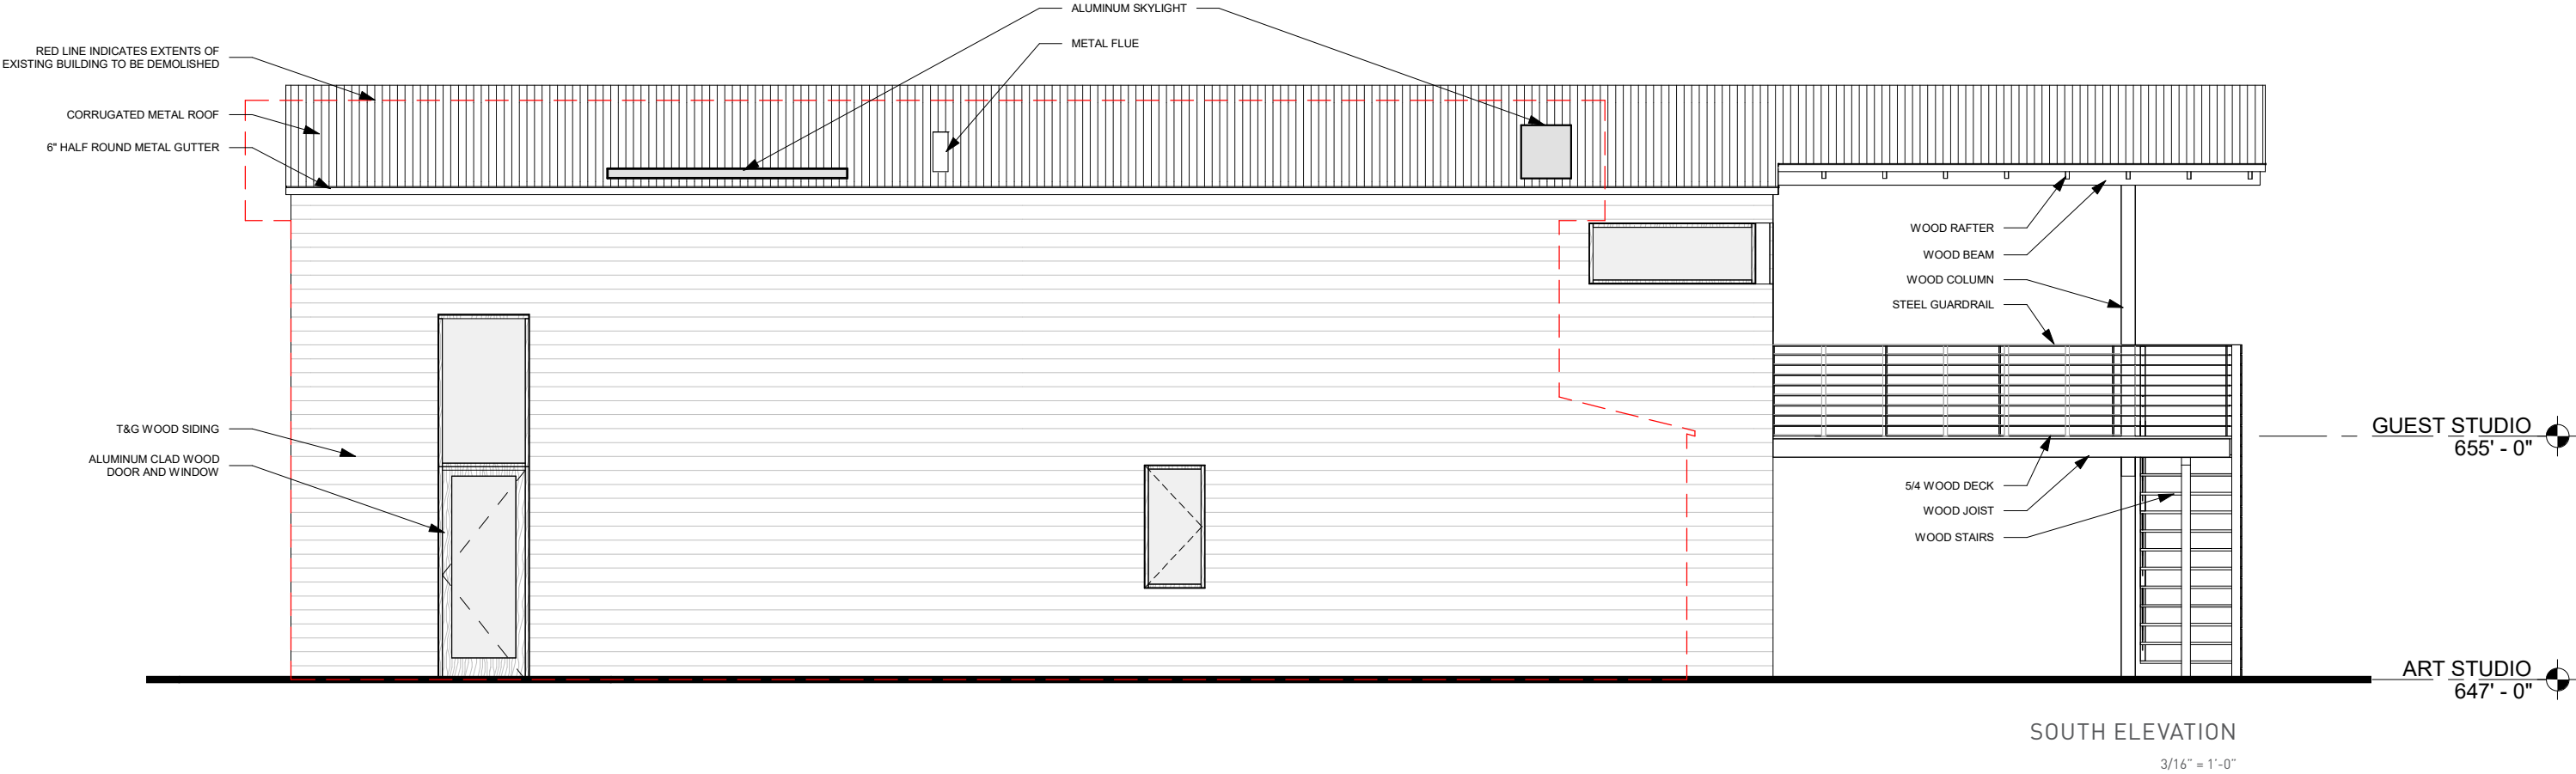 ALUMINUM SKYLIGHT
METAL FLUE
RED LINE INDICATES EXTENTS OF
EXISTING BUILDING TO BE DEMOLISHED
CORRUGATED METAL ROOF
6" HALF ROUND METAL GUTTER
WOOD RAFTER
WOOD BEAM
WOOD COLUMN
STEEL GUARDRAIL
T&G WOOD SIDING
ALUMINUM CLAD WOOD
DOOR AND WINDOW
GUEST STUDIO
655' - 0"
5/4 WOOD DECK
WOOD JOIST
WOOD STAIRS
ART STUDIO
647' - 0"
SOUTH ELEVATION
3/16" = 1'-0"